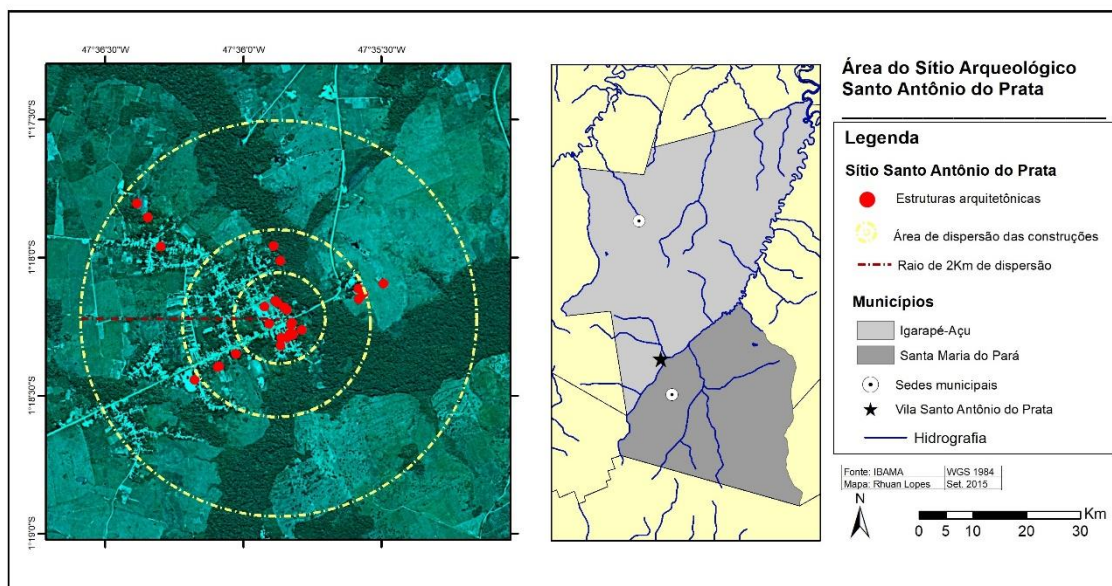 47°36'30"W
47°36'0"W
47°35'30"W
1°17'30"S
1°18'0"S
1°18'30"S
1°19'0"S
Área do Sítio Arqueológico
Santo Antônio do Prata
Legenda
Sítio Santo Antônio do Prata
Estruturas arquitetônicas
Área de dispersão das construções
Raio de 2Km de dispersão
Municípios
Igarapé-Açu
Santa Maria do Pará
Sedes municipais
Vila Santo Antônio do Prata
Hidrografia
Fonte: IBAMA WGS 1984
Mapa: Rhuan Lopes Set. 2015
N
Km
0 5 10 20 30